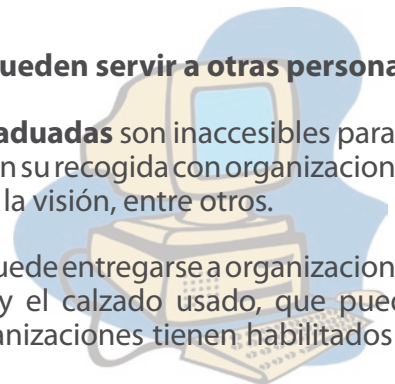 ueden servir a otras persona
aduadas son inaccesibles para
n su recogida con organizacion
la visión, entre otros.
uede entregarse a organizacion
y el calzado usado, que pued
anizaciones tienen habilitados